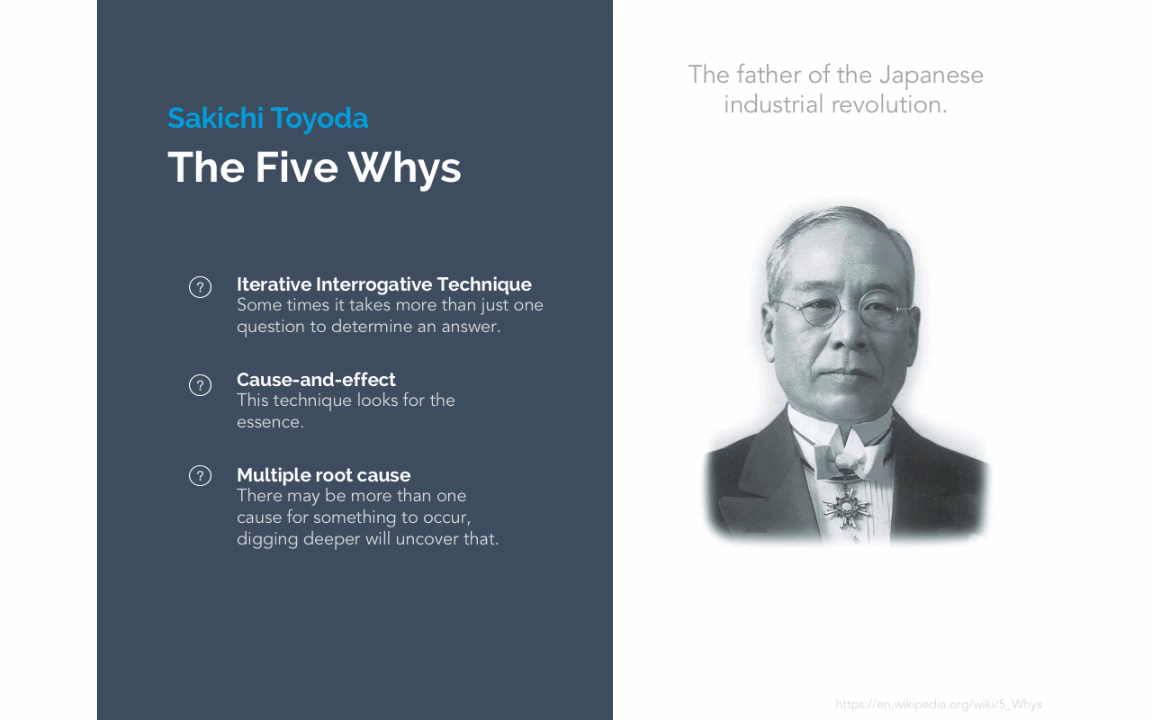 Sakichi Toyoda
The Five Whys
? Iterative Interrogative Technique
Some times it takes more than just one
question to determine an answer.
? Cause-and-effect
This technique looks for the
essence.
? Multiple root cause
There may be more than one
cause for something to occur,
digging deeper will uncover that.
The father of the Japanese
industrial revolution.
https://en.wikipedia.org/wiki/5_Whys